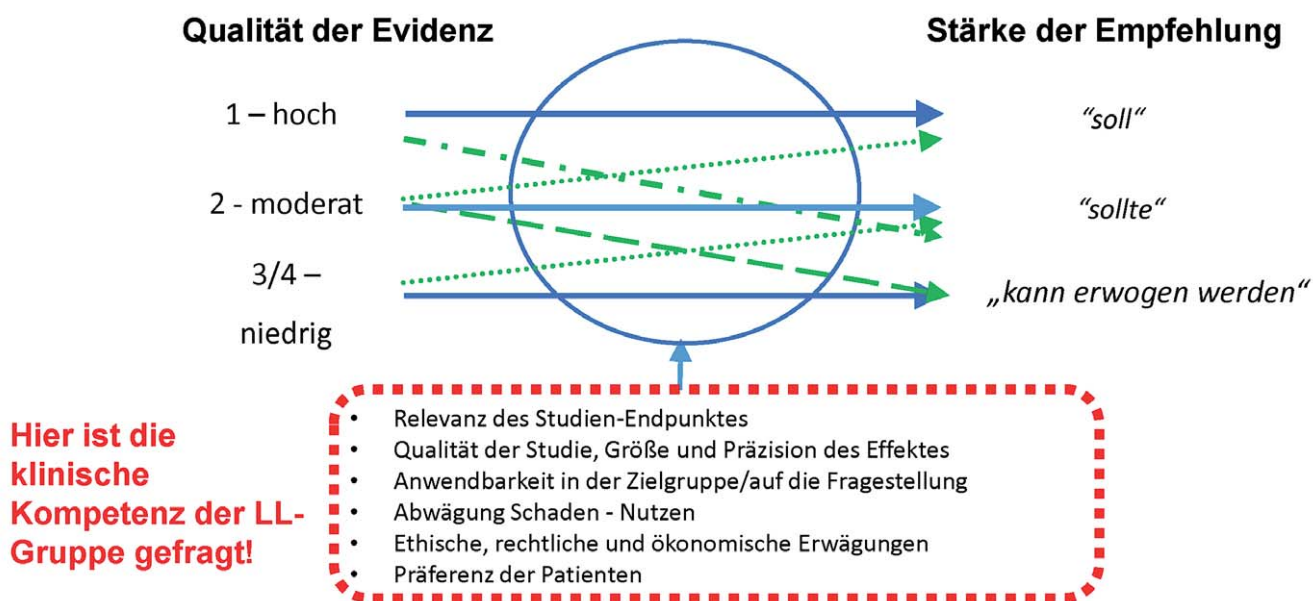 Qualität der Evidenz
Stärke der Empfehlung
1 – hoch
“soll“
2 - moderat
“sollte“
3/4 –
niedrig
„kann erwogen werden“
Hier ist die
klinische
Kompetenz der LL-
Gruppe gefragt!
• Relevanz des Studien-Endpunktes
• Qualität der Studie, Größe und Präzision des Effektes
• Anwendbarkeit in der Zielgruppe/auf die Fragestellung
• Abwägung Schaden - Nutzen
• Ethische, rechtliche und ökonomische Erwägungen
• Präferenz der Patienten